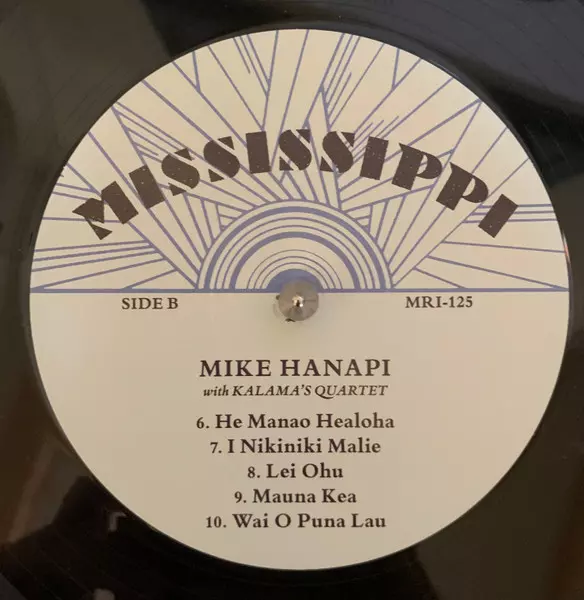 MISSISSIPPI
SIDE B
MRI-125
MIKE HANAPI
with KALAMA'S QUARTET
6. He Manao Healoha
7. I Nikiniki Malie
8. Lei Ohu
9. Mauna Kea
10. Wai O Puna Lau